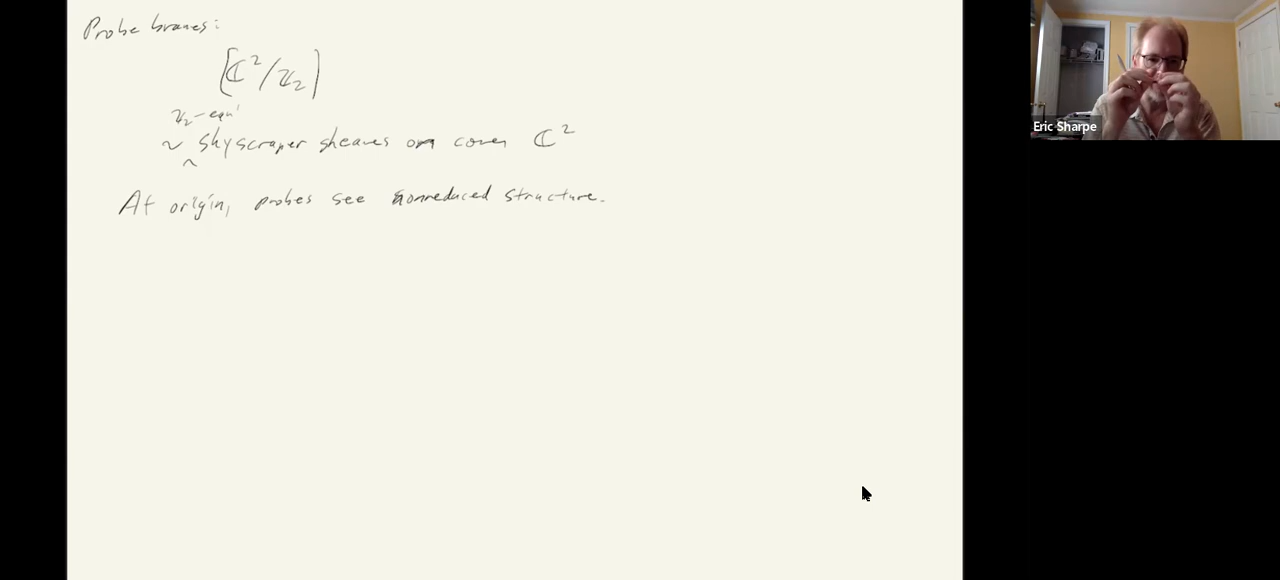 Probe branes:
[ℂ²/ℤ₂]
ℤ₂-equiv
~ skyscraper sheaves on cover ℂ²
^
At origin, probes see nonreduced structure.
Eric Sharpe